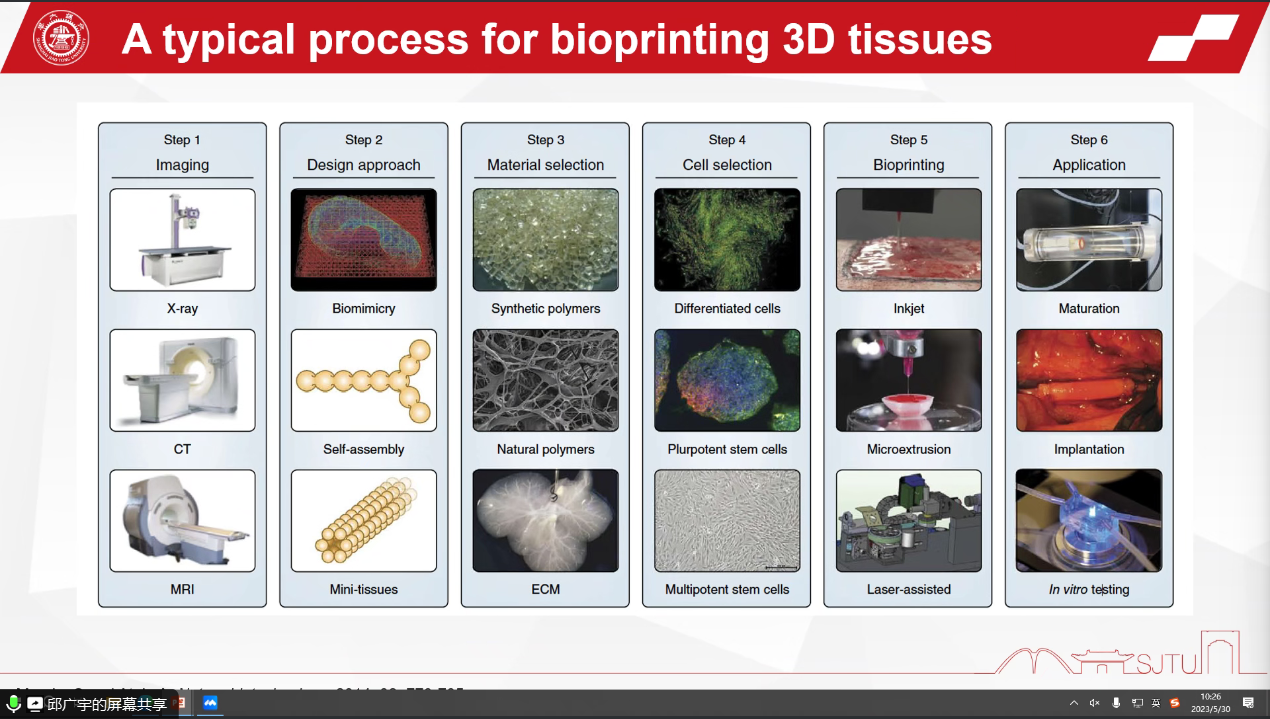 A typical process for bioprinting 3D tissues
Step 1
Imaging
X-ray
CT
MRI
Step 2
Design approach
Biomimicry
Self-assembly
Mini-tissues
Step 3
Material selection
Synthetic polymers
Natural polymers
ECM
Step 4
Cell selection
Differentiated cells
Plurpotent stem cells
Multipotent stem cells
Step 5
Bioprinting
Inkjet
Microextrusion
Laser-assisted
Step 6
Application
Maturation
Implantation
In vitro testing
SJTU
邱广宇的屏幕共享
英
10:26
2023/5/30